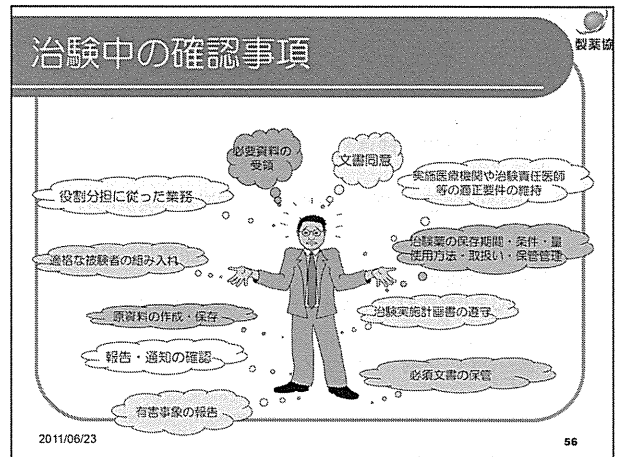 治験中の確認事項
製薬協
必要資料の
受領
文書同意
役割分担に従った業務
実施医療機関や治験責任医師
等の適正要件の維持
適格な被験者の組み入れ
治験薬の保存期間・条件・量
使用方法・取扱い・保管管理
原資料の作成・保存
治験実施計画書の遵守
報告・通知の確認
必須文書の保管
有害事象の報告
2011/06/23
56